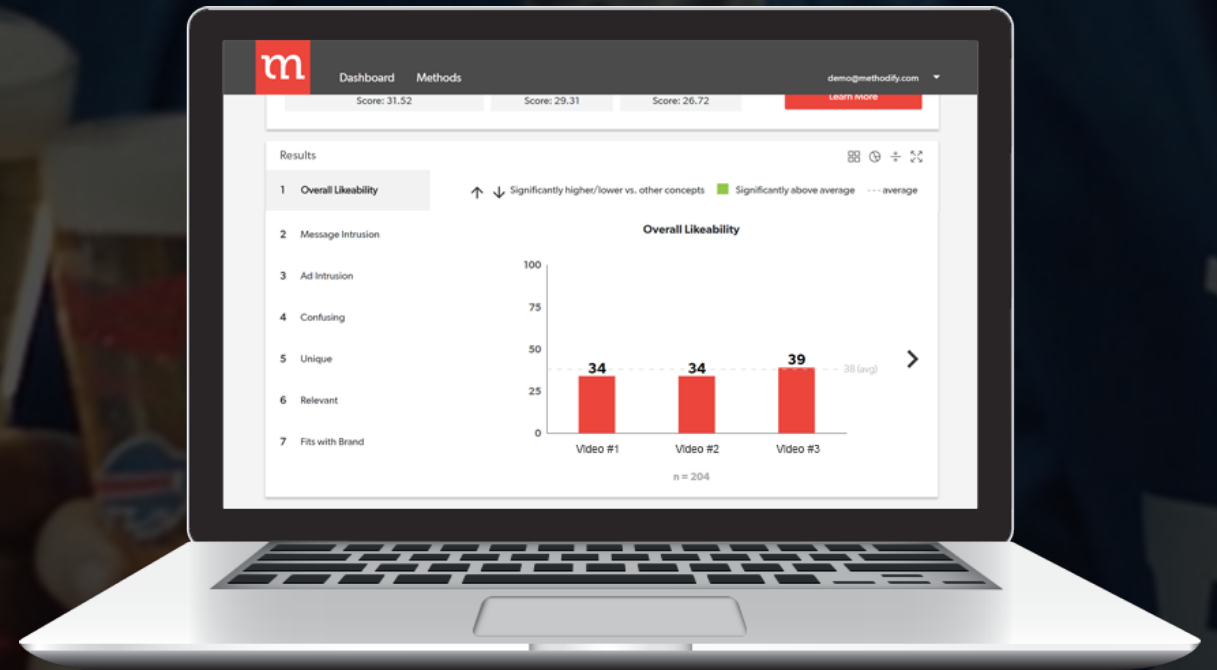 m
Dashboard Methods
demo@methodify.com
Score: 31.52 Score: 29.31 Score: 26.72
Learn More
Results
1 Overall Likeability
2 Message Intrusion
3 Ad Intrusion
4 Confusing
5 Unique
6 Relevant
7 Fits with Brand
Significantly higher/lower vs. other concepts Significantly above average average
Overall Likeability
100
75
50
25
0
34 34 39
38 (avg)
Video #1 Video #2 Video #3
n = 204